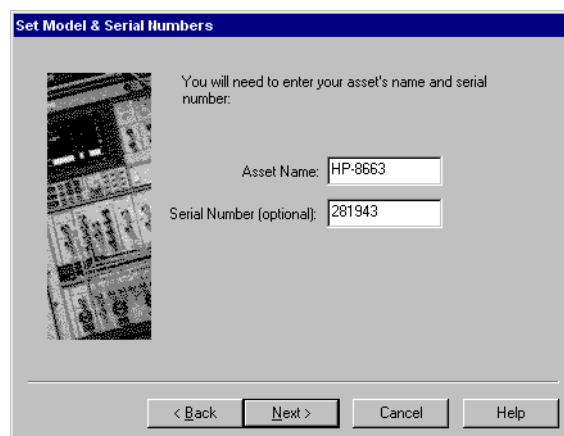 Set Model & Serial Numbers
You will need to enter your asset's name and serial
number:
Asset Name: HP-8663
Serial Number (optional): 281943
< Back Next > Cancel Help